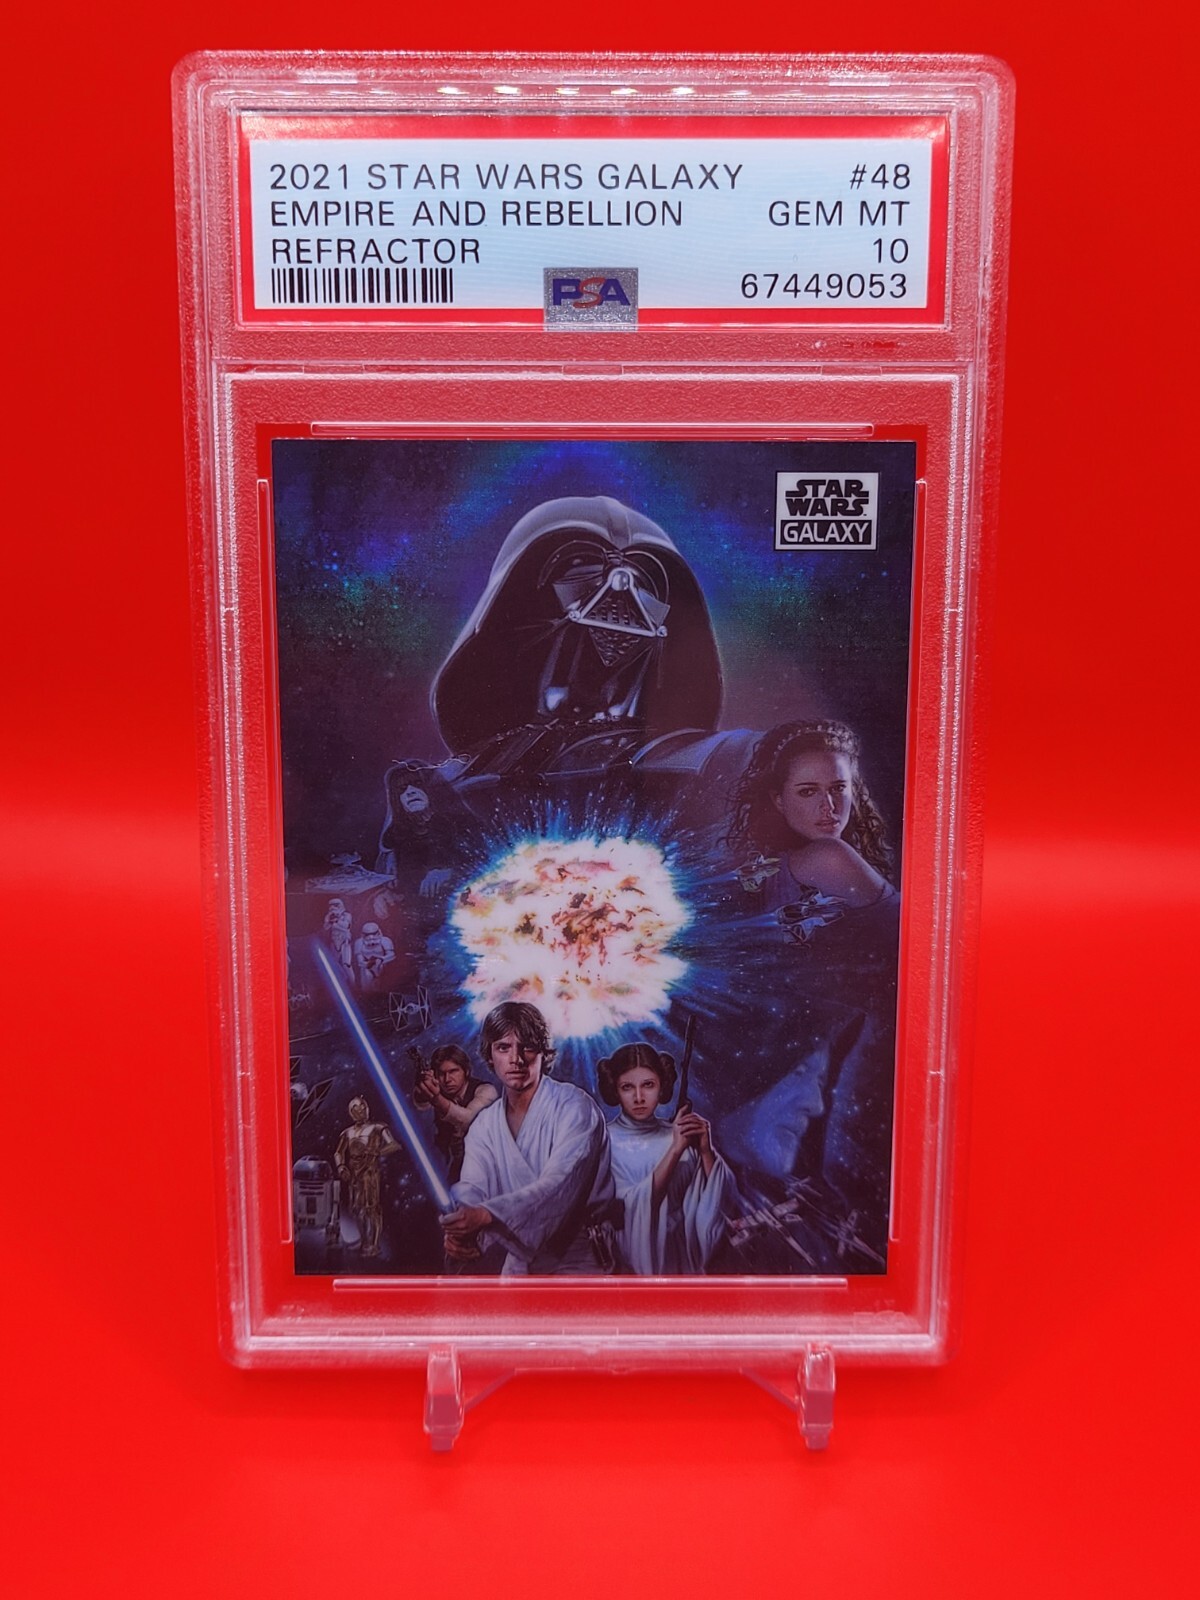 2021 STAR WARS GALAXY #48
EMPIRE AND REBELLION GEM MT
REFRACTOR 10
PSA 67449053
STAR
WARS
GALAXY